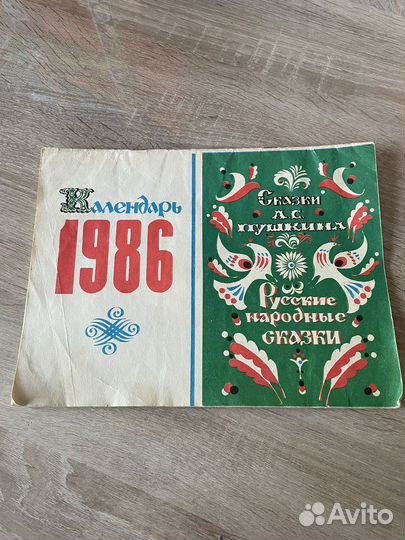 Календарь
1986
Сказки
А.С.
Пушкина
Русские
народные
сказки
Avito